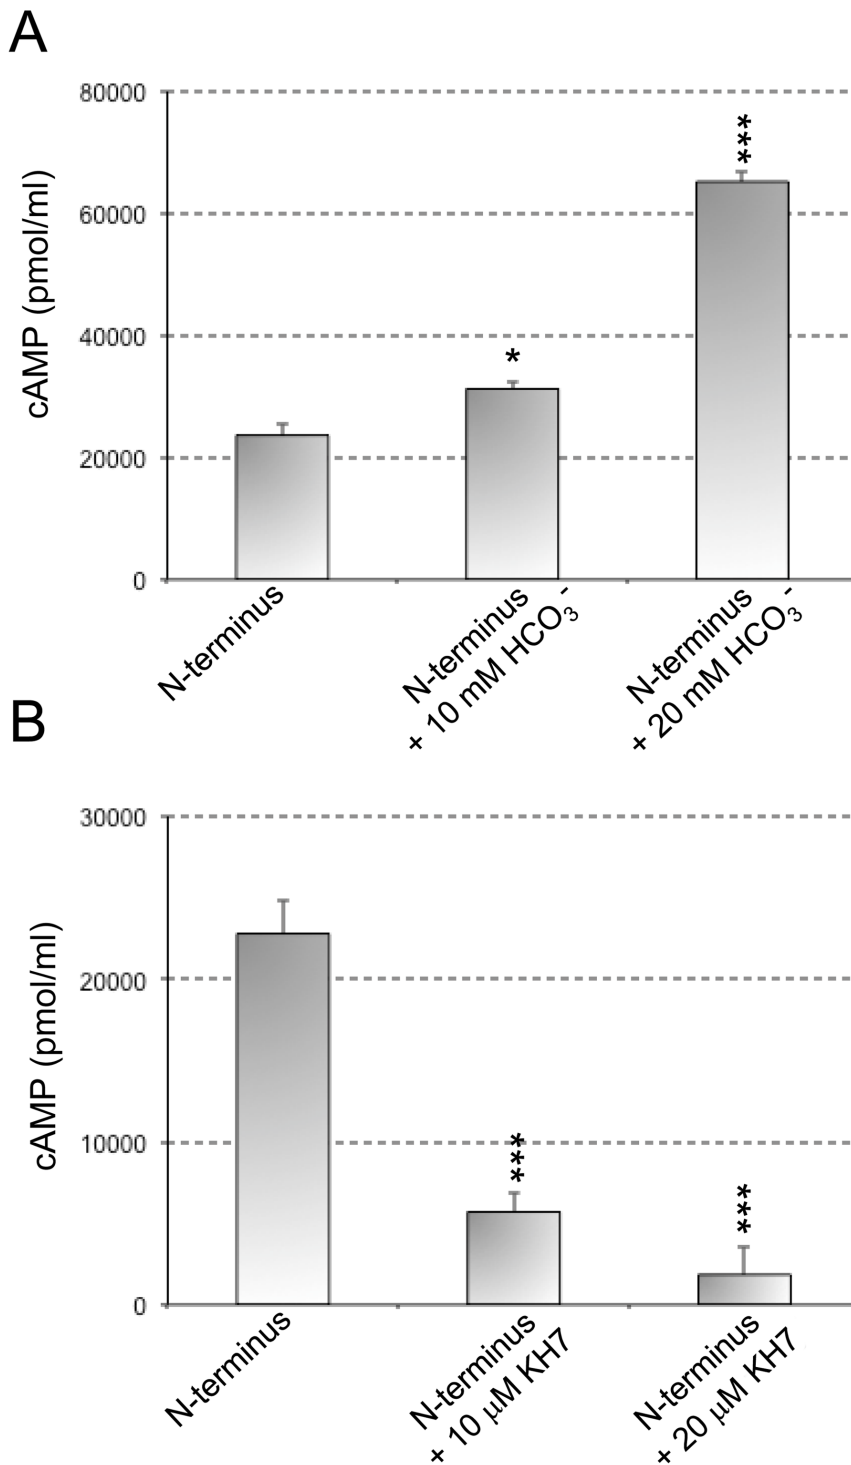 A
80000
60000
40000
20000
0
cAMP (pmol/ml)
*
***
N-terminus
N-terminus
+ 10 mM HCO3-
N-terminus
+ 20 mM HCO3-
B
30000
20000
10000
0
cAMP (pmol/ml)
***
***
N-terminus
N-terminus
+ 10 μM KH7
N-terminus
+ 20 μM KH7